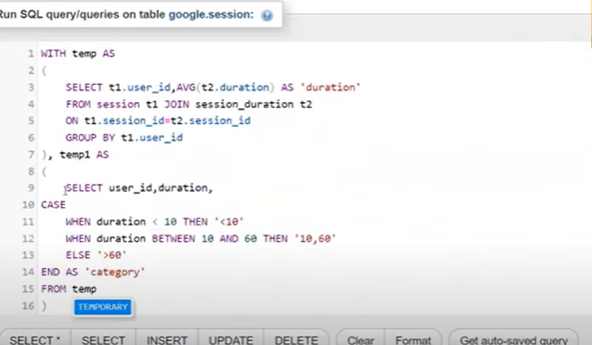 Run SQL query/queries on table google.session:
1 WITH temp AS
2 (
3 SELECT t1.user_id,AVG(t2.duration) AS 'duration'
4 FROM session t1 JOIN session_duration t2
5 ON t1.session_id=t2.session_id
6 GROUP BY t1.user_id
7 ), temp1 AS
8 (
9 SELECT user_id,duration,
10 CASE
11 WHEN duration < 10 THEN '<10'
12 WHEN duration BETWEEN 10 AND 60 THEN '10,60'
13 ELSE '>60'
14 END AS 'category'
15 FROM temp
16 )
TEMPORARY
SELECT * SELECT INSERT UPDATE DELETE Clear Format Get auto-saved query